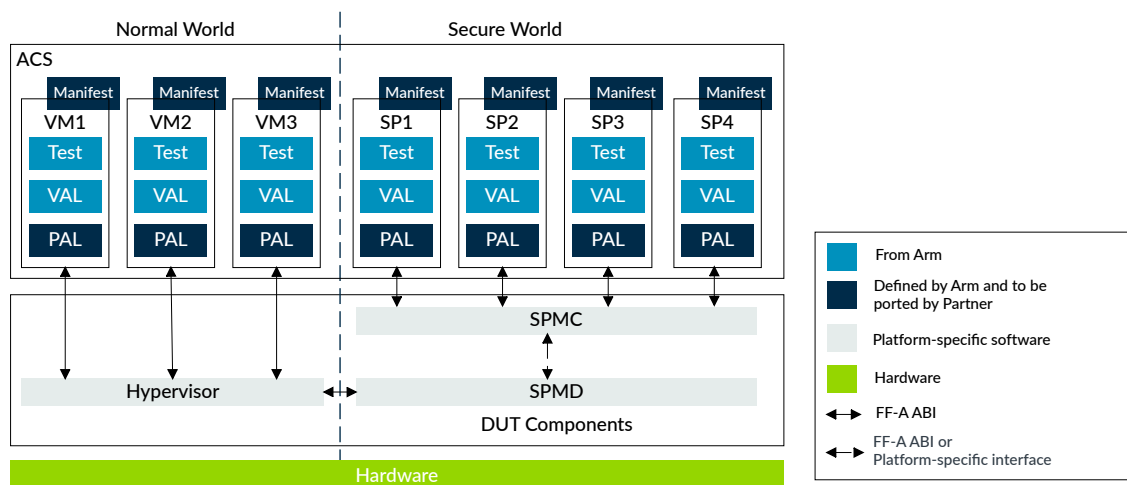 Normal World
Secure World
ACS
Manifest
Manifest
Manifest
Manifest
Manifest
Manifest
Manifest
VM1
VM2
VM3
SP1
SP2
SP3
SP4
Test
Test
Test
Test
Test
Test
Test
VAL
VAL
VAL
VAL
VAL
VAL
VAL
PAL
PAL
PAL
PAL
PAL
PAL
PAL
SPMC
Hypervisor
SPMD
DUT Components
Hardware
From Arm
Defined by Arm and to be
ported by Partner
Platform-specific software
Hardware
FF-A ABI
FF-A ABI or
Platform-specific interface